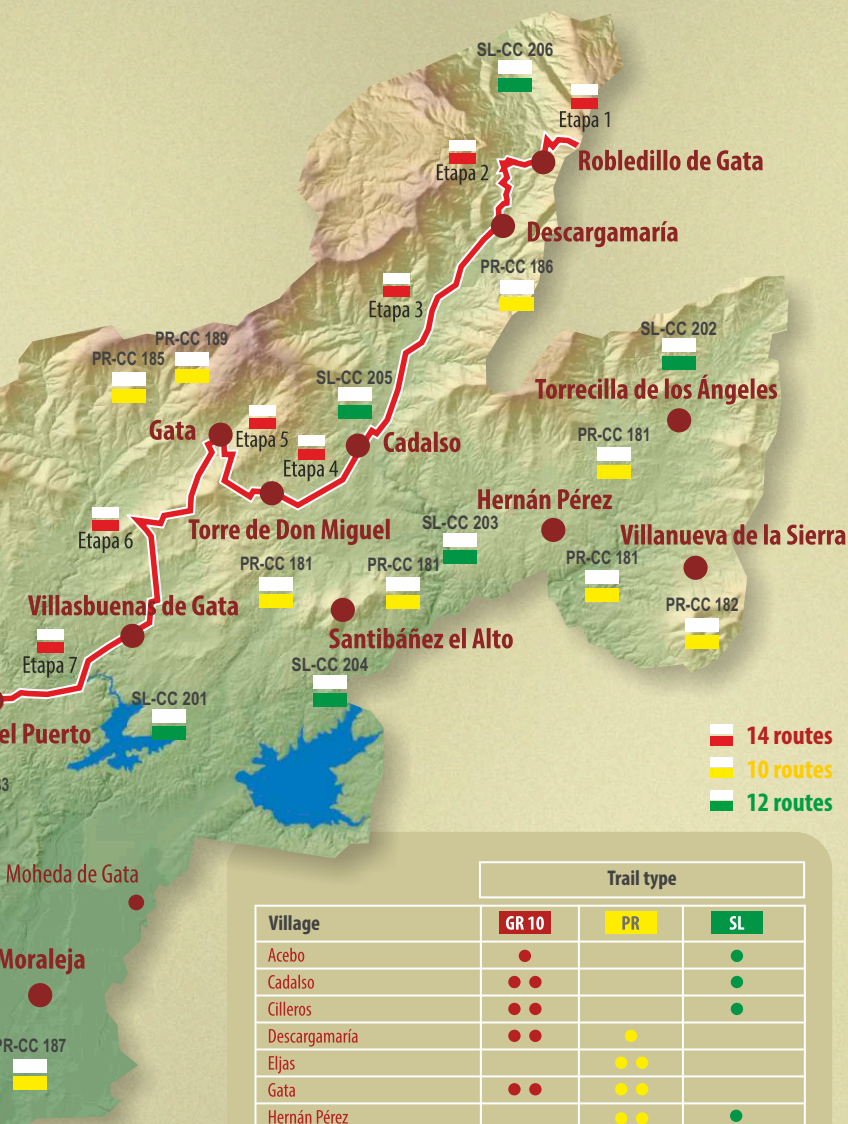 SL-CC 206
Etapa 1
Etapa 2
Robledillo de Gata
Descargamaría
PR-CC 186
Etapa 3
SL-CC 202
PR-CC 189
PR-CC 185
SL-CC 205
Torrecilla de los Ángeles
Gata
Etapa 5
Cadalso
PR-CC 181
Etapa 4
Hernán Pérez
SL-CC 203
Torre de Don Miguel
Villanueva de la Sierra
Etapa 6
PR-CC 181
PR-CC 181
PR-CC 181
Villasbuenas de Gata
PR-CC 182
Santibáñez el Alto
Etapa 7
SL-CC 204
SL-CC 201
el Puerto
14 routes
10 routes
12 routes
3
Moheda de Gata
Moraleja
PR-CC 187
Trail type
Village GR 10 PR SL
Acebo
Cadalso
Cilleros
Descargamaría
Eljas
Gata
Hernán Pérez